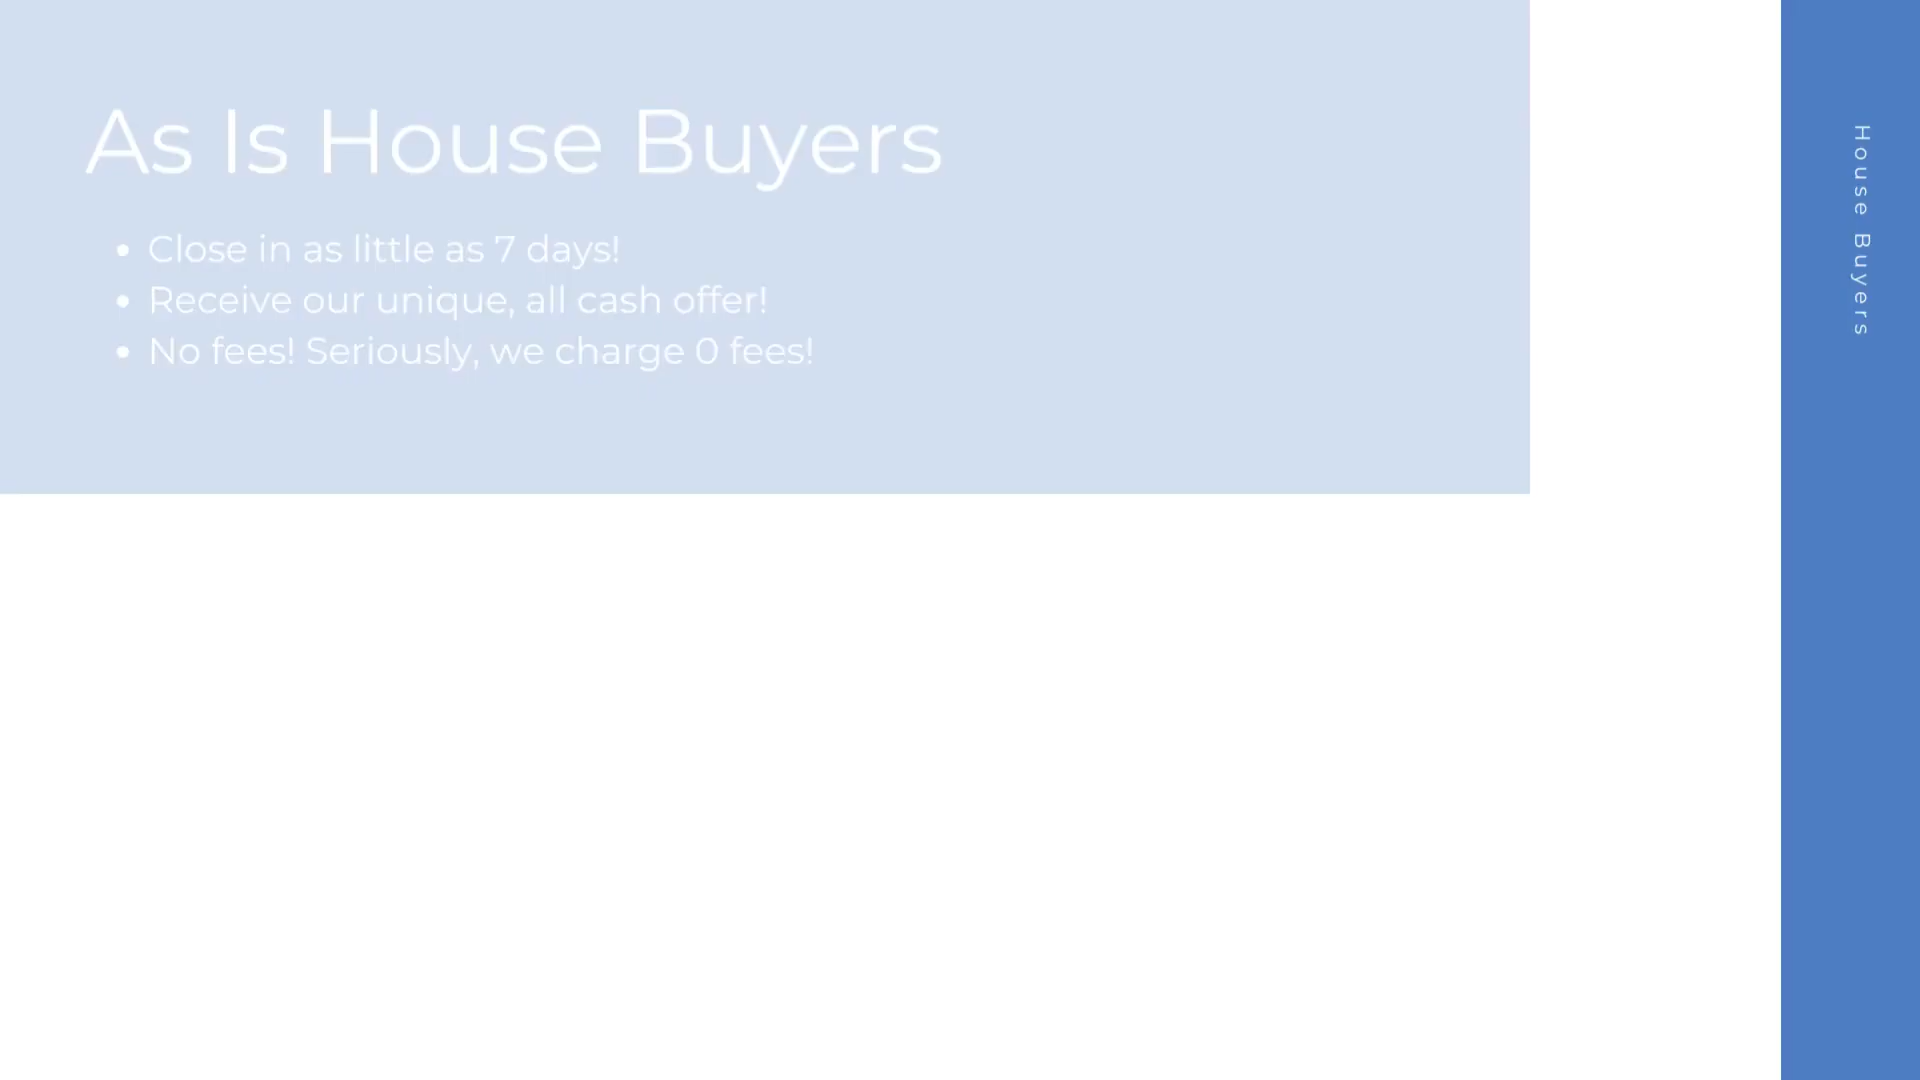 As Is House Buyers
• Close in as little as 7 days!
• Receive our unique, all cash offer!
• No fees! Seriously, we charge 0 fees!
House Buyers